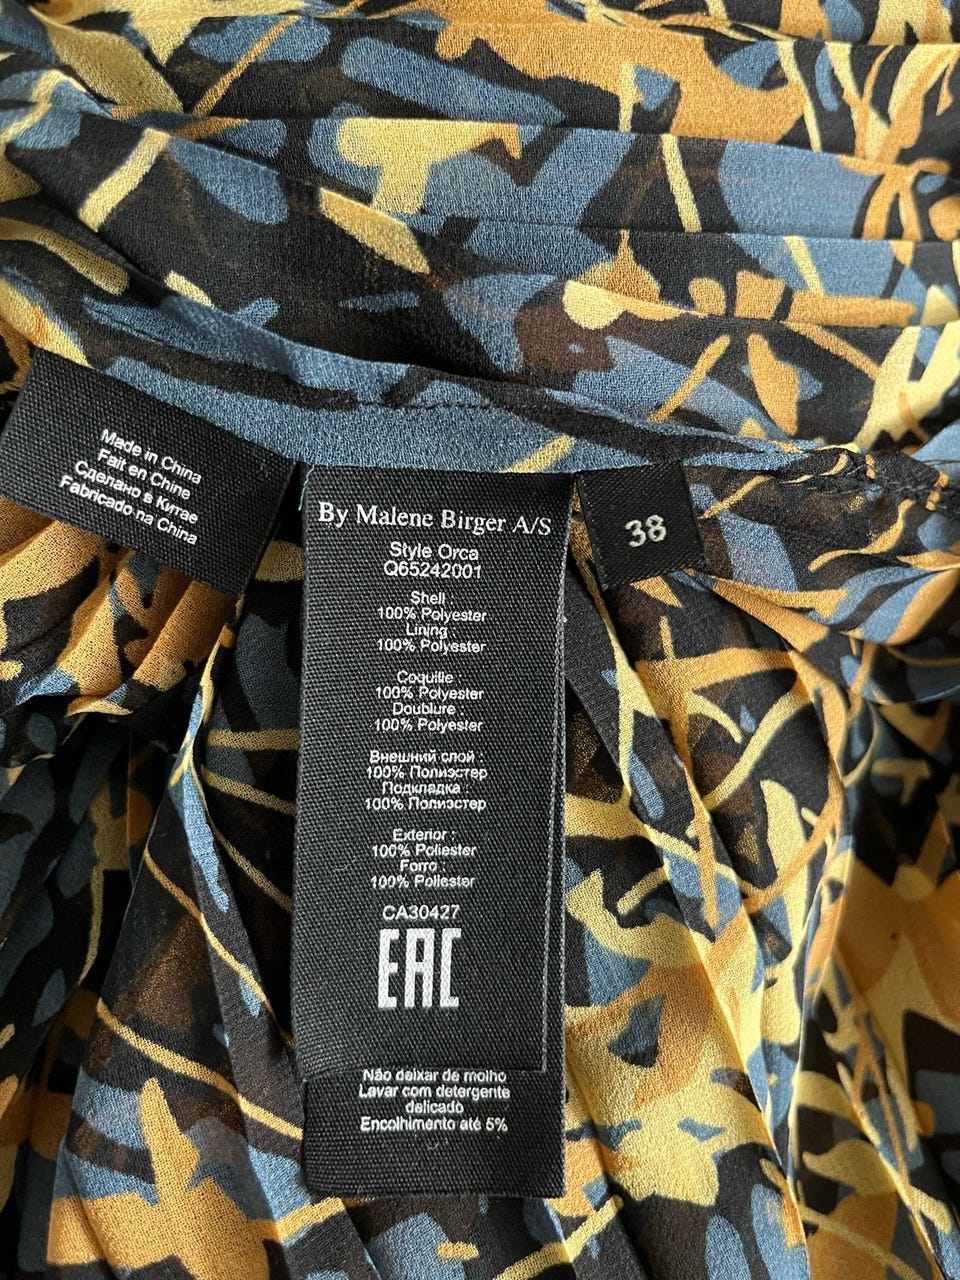 Made in China
Fait en Chine
Сделано в Китае
Fabricado na China
By Malene Birger A/S
Style Orca
Q65242001
Shell
100% Polyester
Lining
100% Polyester
Coquille
100% Polyester
Doublure :
100% Polyester
Внешний слой :
100% Полиэстер
Подкладка :
100% Полиэстер
Exterior :
100% Poliester
Forro :
100% Poliester
CA30427
EAC
Não deixar de molho
Lavar com detergente
delicado
Encolhimento até 5%
38